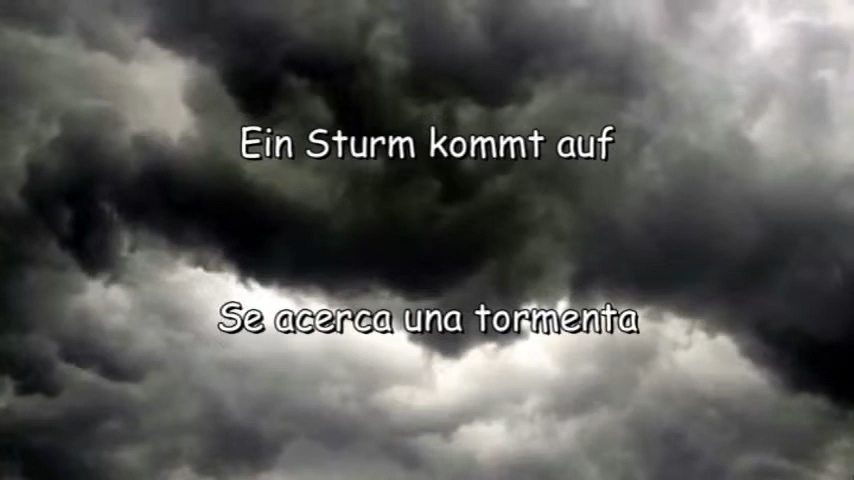 Ein Sturm kommt auf
Se acerca una tormenta